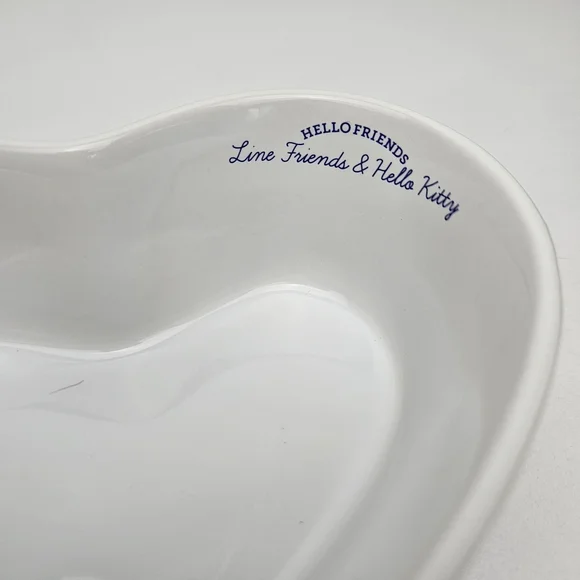 HELLO FRIENDS
Line Friends & Hello Kitty